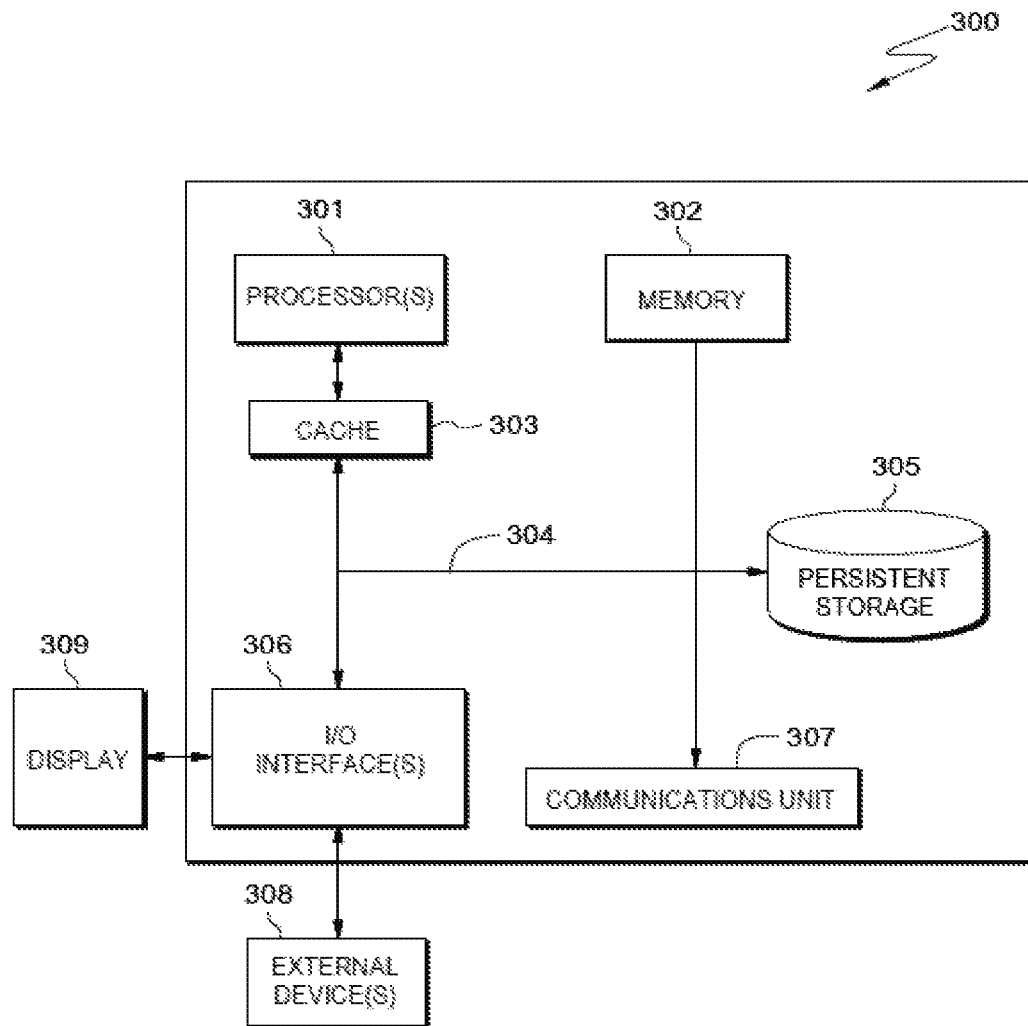 300
301
302
PROCESSOR(S)
MEMORY
CACHE
303
305
304
PERSISTENT
STORAGE
309
306
DISPLAY
I/O
INTERFACE(S)
307
COMMUNICATIONS UNIT
308
EXTERNAL
DEVICE(S)